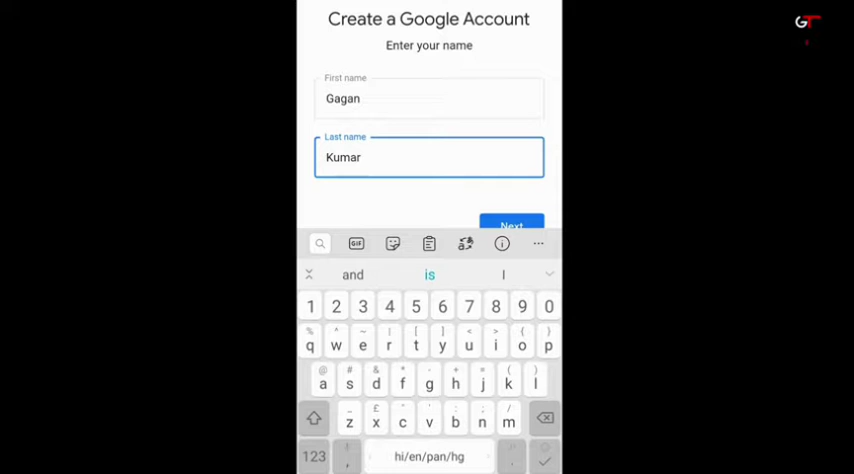 Create a Google Account
GT
Enter your name
First name
Gagan
Last name
Kumar
Next
GIF
and is I
1 2 3 4 5 6 7 8 9 0
% ^ ~ | [ ] < > { }
q w e r t y u i o p
@ # & * - + = ( )
a s d f g h j k l
_ £ " ' : ; /
z x c v b n m
123 , hi/en/pan/hg .